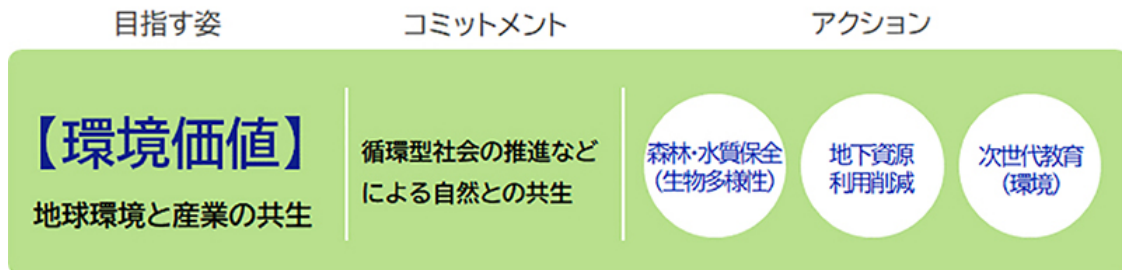 目指す姿
コミットメント
アクション
【環境価値】
地球環境と産業の共生
循環型社会の推進など
による自然との共生
森林・水質保全
(生物多様性)
地下資源
利用削減
次世代教育
(環境)